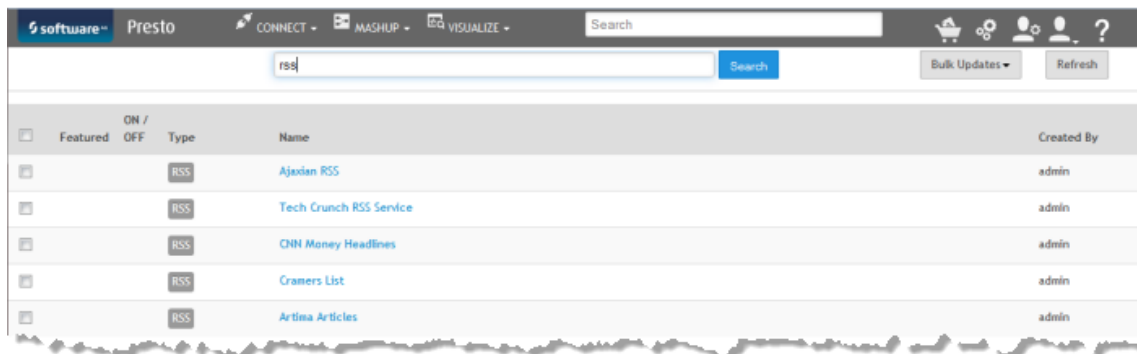 software Presto CONNECT MASHUP VISUALIZE Search ?
rss Search Bulk Updates Refresh
ON /
Featured OFF Type Name Created By
RSS Ajaxian RSS admin
RSS Tech Crunch RSS Service admin
RSS CNN Money Headlines admin
RSS Cramers List admin
RSS Artima Articles admin